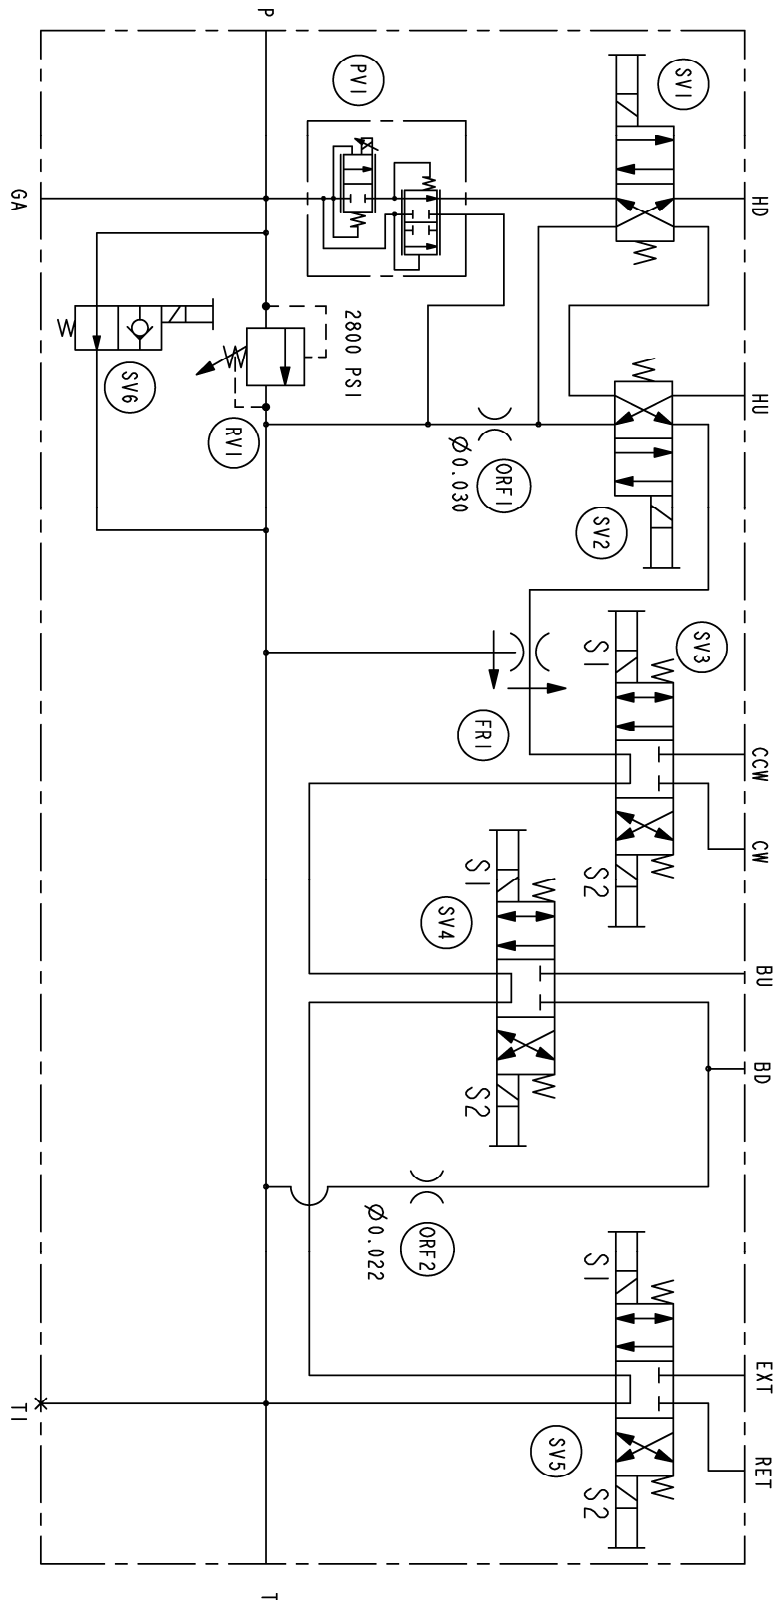 P
PV1
SV1
GA
HD
2800 PSI
SV6
RV1
HU
ORF1
Ø0.030
SV2
SV3
S1
FR1
CCW
CW
S2
S1
SV4
BU
BD
S2
ORF2
Ø0.022
S1
EXT
RET
SV5
S2
T1
T